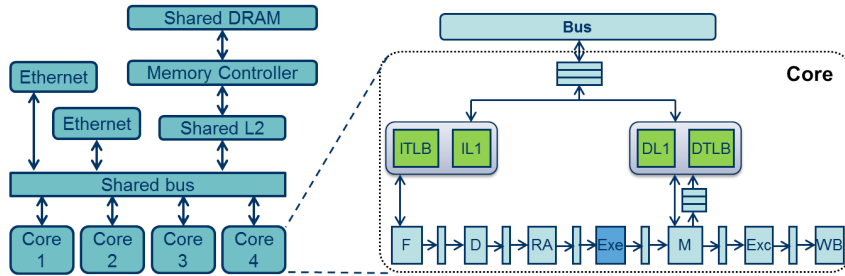 Shared DRAM
Ethernet
Memory Controller
Ethernet
Shared L2
Shared bus
Core 1
Core 2
Core 3
Core 4
Bus
Core
ITLB
IL1
DL1
DTLB
F
D
RA
Exe
M
Exc
WB